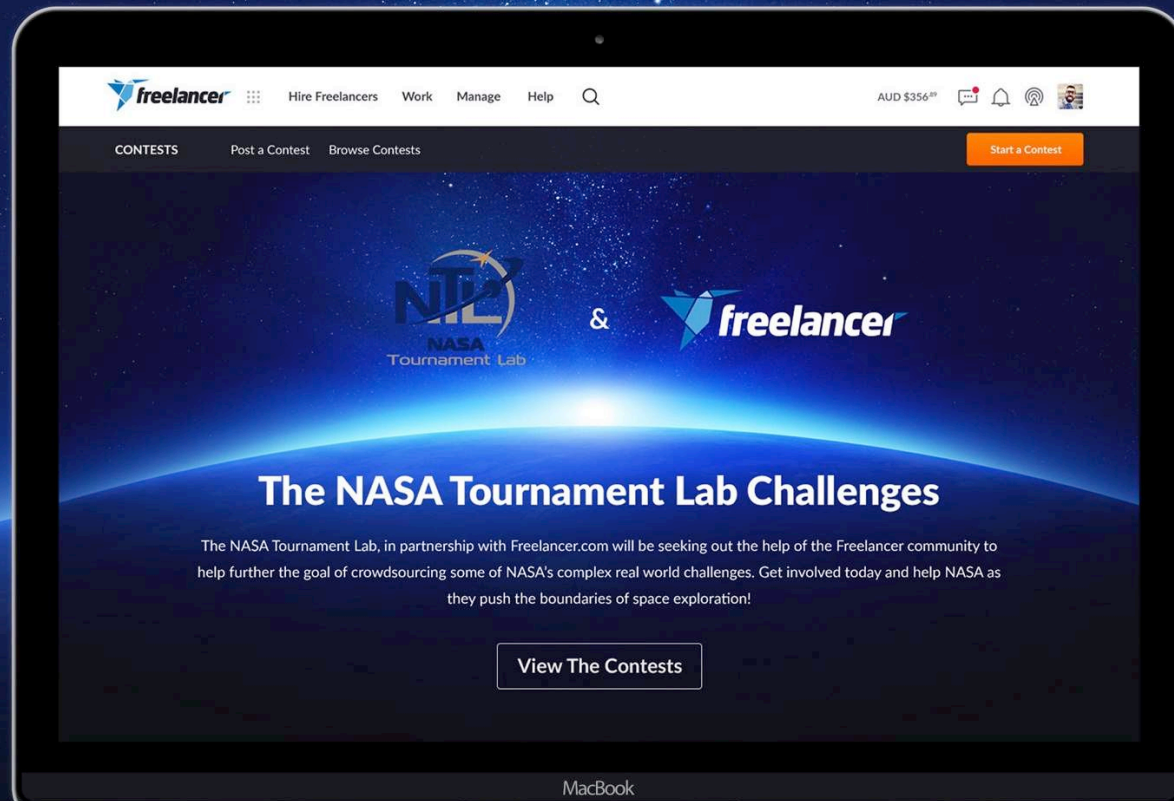 freelancer
Hire Freelancers Work Manage Help
AUD $356.89
CONTESTS Post a Contest Browse Contests
Start a Contest
NTL
NASA
Tournament Lab
&
freelancer
The NASA Tournament Lab Challenges
The NASA Tournament Lab, in partnership with Freelancer.com will be seeking out the help of the Freelancer community to
help further the goal of crowdsourcing some of NASA's complex real world challenges. Get involved today and help NASA as
they push the boundaries of space exploration!
View The Contests
MacBook